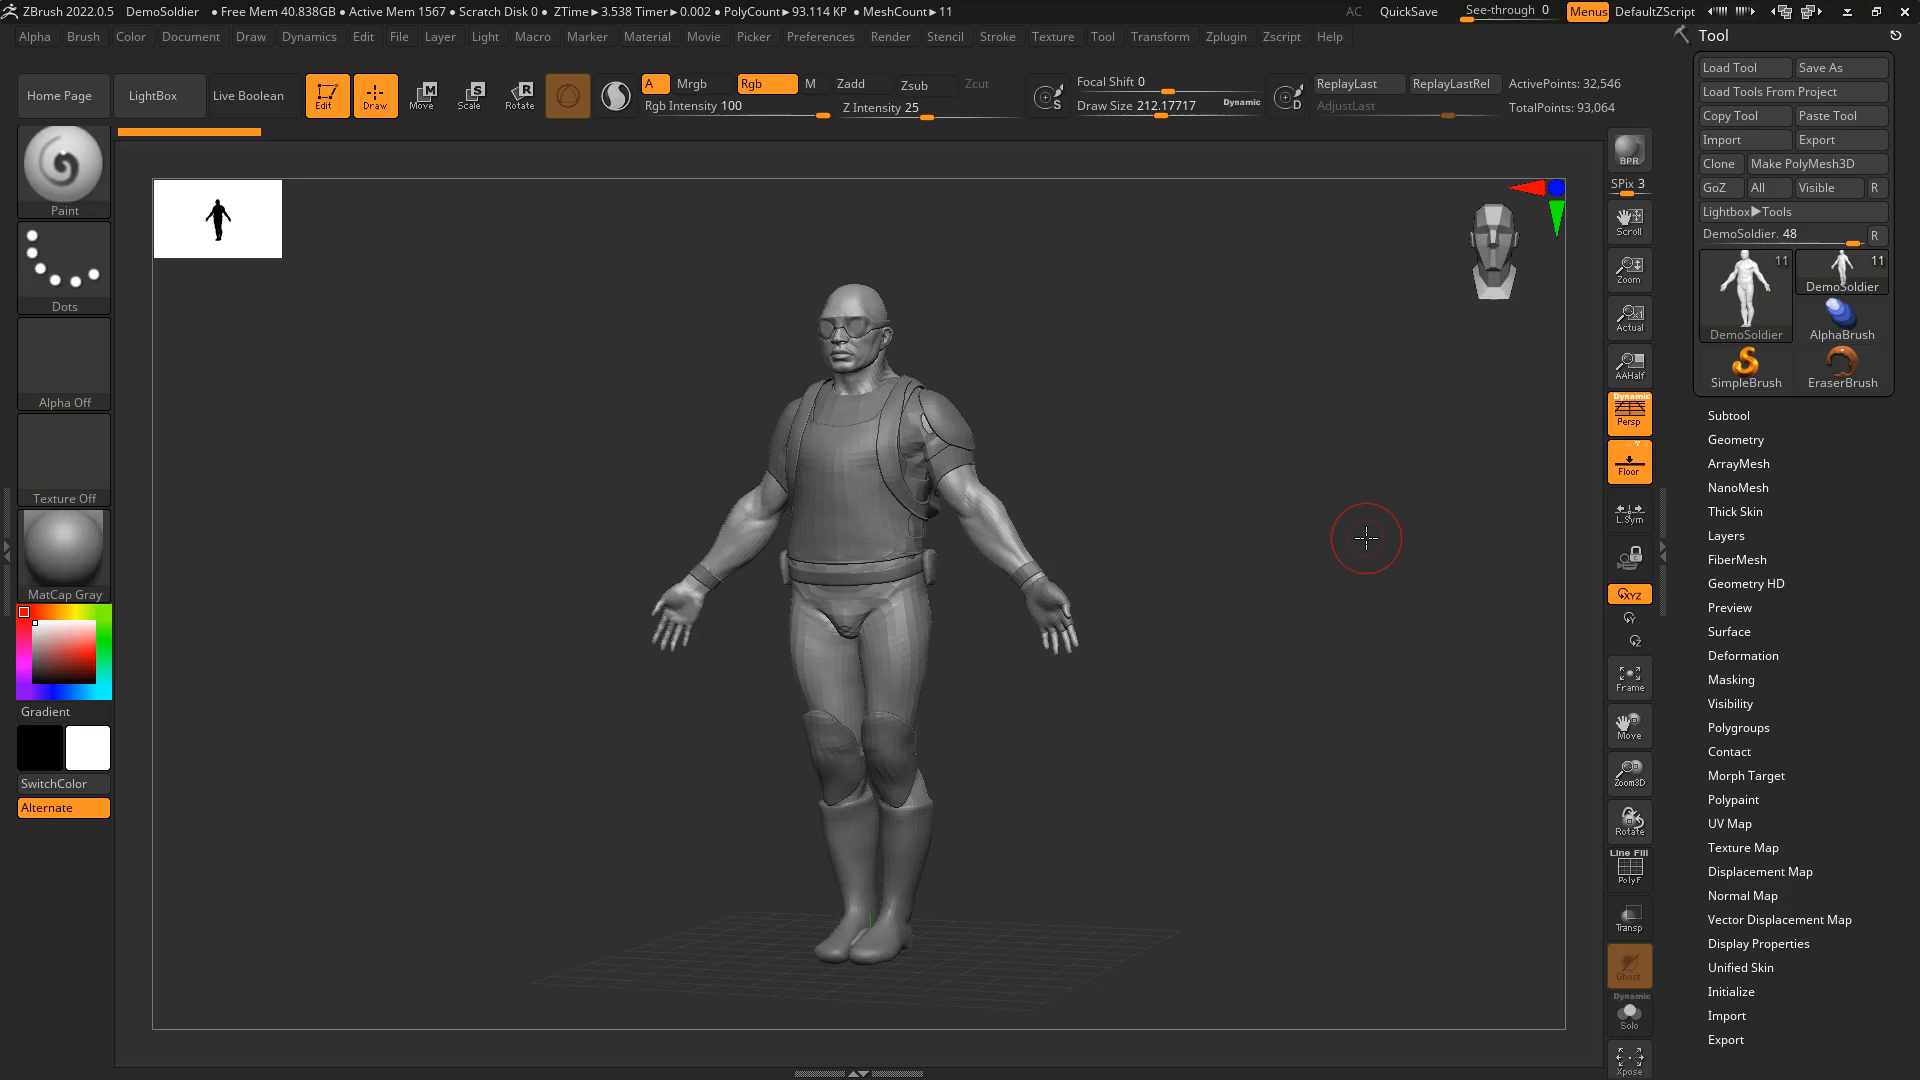 ZBrush 2022.0.5 DemoSoldier ● Free Mem 40.838GB ● Active Mem 1567 ● Scratch Disk 0 ● ZTime►3.538 Timer►0.002 ● PolyCount►93.114 KP ● MeshCount►11 AC QuickSave See-through 0 Menus DefaultZScript
Alpha Brush Color Document Draw Dynamics Edit File Layer Light Macro Marker Material Movie Picker Preferences Render Stencil Stroke Texture Tool Transform Zplugin Zscript Help
Home Page LightBox Live Boolean Edit Draw Move Scale Rotate
A Mrgb Rgb M Zadd Zsub Zcut
Rgb Intensity 100 Z Intensity 25
S Focal Shift 0
Draw Size 212.17717 Dynamic
D ReplayLast ReplayLastRel
AdjustLast
ActivePoints: 32,546
TotalPoints: 93,064
Paint
Dots
Alpha Off
Texture Off
MatCap Gray
Gradient
SwitchColor
Alternate
BPR
SPix 3
Scroll
Zoom
Actual
AAHalf
Dynamic
Persp
Floor
L.Sym
XYZ
Y
Z
Frame
Move
Zoom3D
Rotate
Line Fill
PolyF
Transp
Ghost
Dynamic
Solo
Xpose
Tool
Load Tool Save As
Load Tools From Project
Copy Tool Paste Tool
Import Export
Clone Make PolyMesh3D
GoZ All Visible R
Lightbox►Tools
DemoSoldier. 48 R
11 11
DemoSoldier
DemoSoldier AlphaBrush
SimpleBrush EraserBrush
Subtool
Geometry
ArrayMesh
NanoMesh
Thick Skin
Layers
FiberMesh
Geometry HD
Preview
Surface
Deformation
Masking
Visibility
Polygroups
Contact
Morph Target
Polypaint
UV Map
Texture Map
Displacement Map
Normal Map
Vector Displacement Map
Display Properties
Unified Skin
Initialize
Import
Export